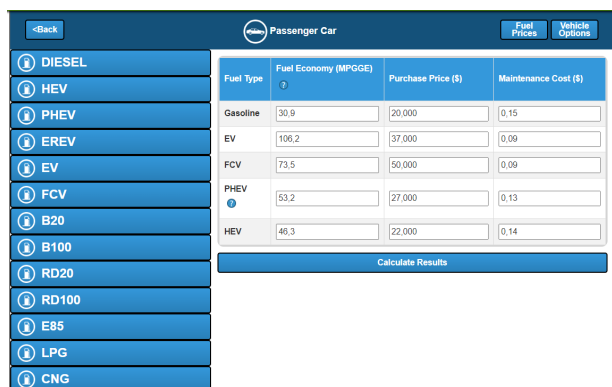 <Back
Passenger Car
Fuel Prices
Vehicle Options
DIESEL
HEV
PHEV
EREV
EV
FCV
B20
B100
RD20
RD100
E85
LPG
CNG
Fuel Type Fuel Economy (MPGGE) ? Purchase Price ($) Maintenance Cost ($)
Gasoline 30,9 20,000 0,15
EV 106,2 37,000 0,09
FCV 73,5 50,000 0,09
PHEV ? 53,2 27,000 0,13
HEV 46,3 22,000 0,14
Calculate Results